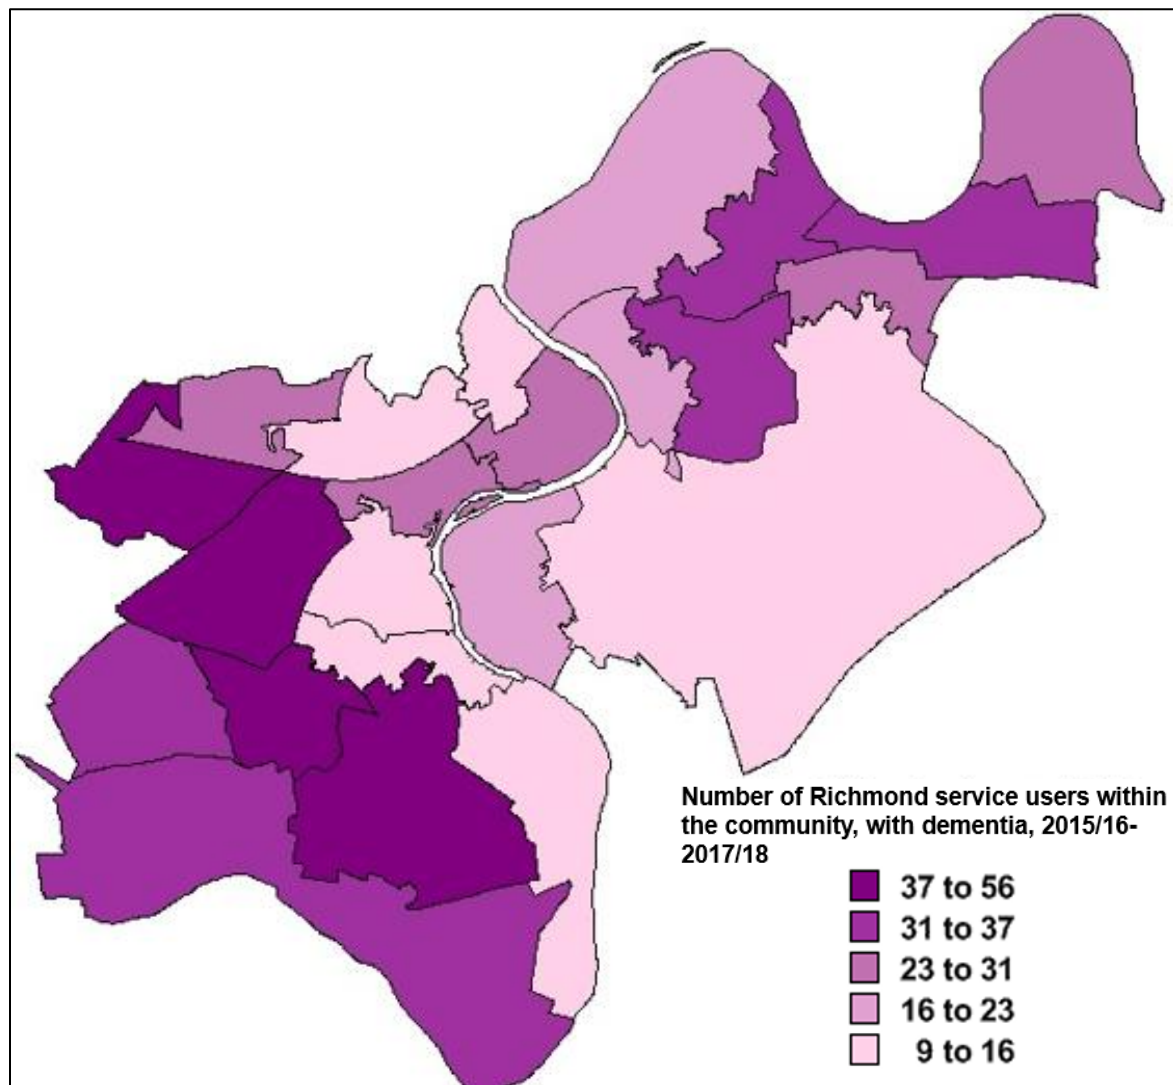 Number of Richmond service users within
the community, with dementia, 2015/16-
2017/18
37 to 56
31 to 37
23 to 31
16 to 23
9 to 16